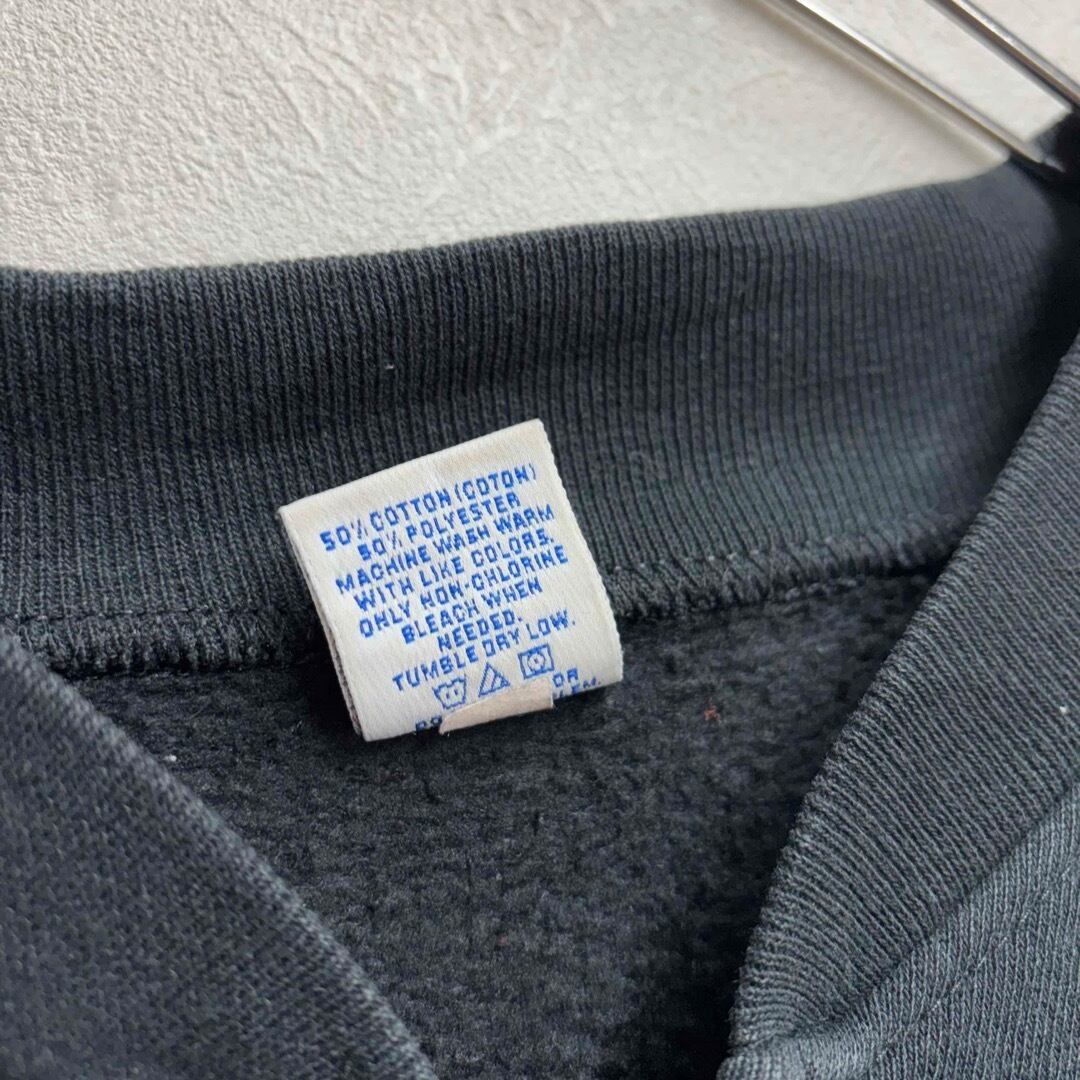 50% COTTON (COTON)
50% POLYESTER
MACHINE WASH WARM
WITH LIKE COLORS.
ONLY NON-CHLORINE
BLEACH WHEN
NEEDED.
TUMBLE DRY LOW.